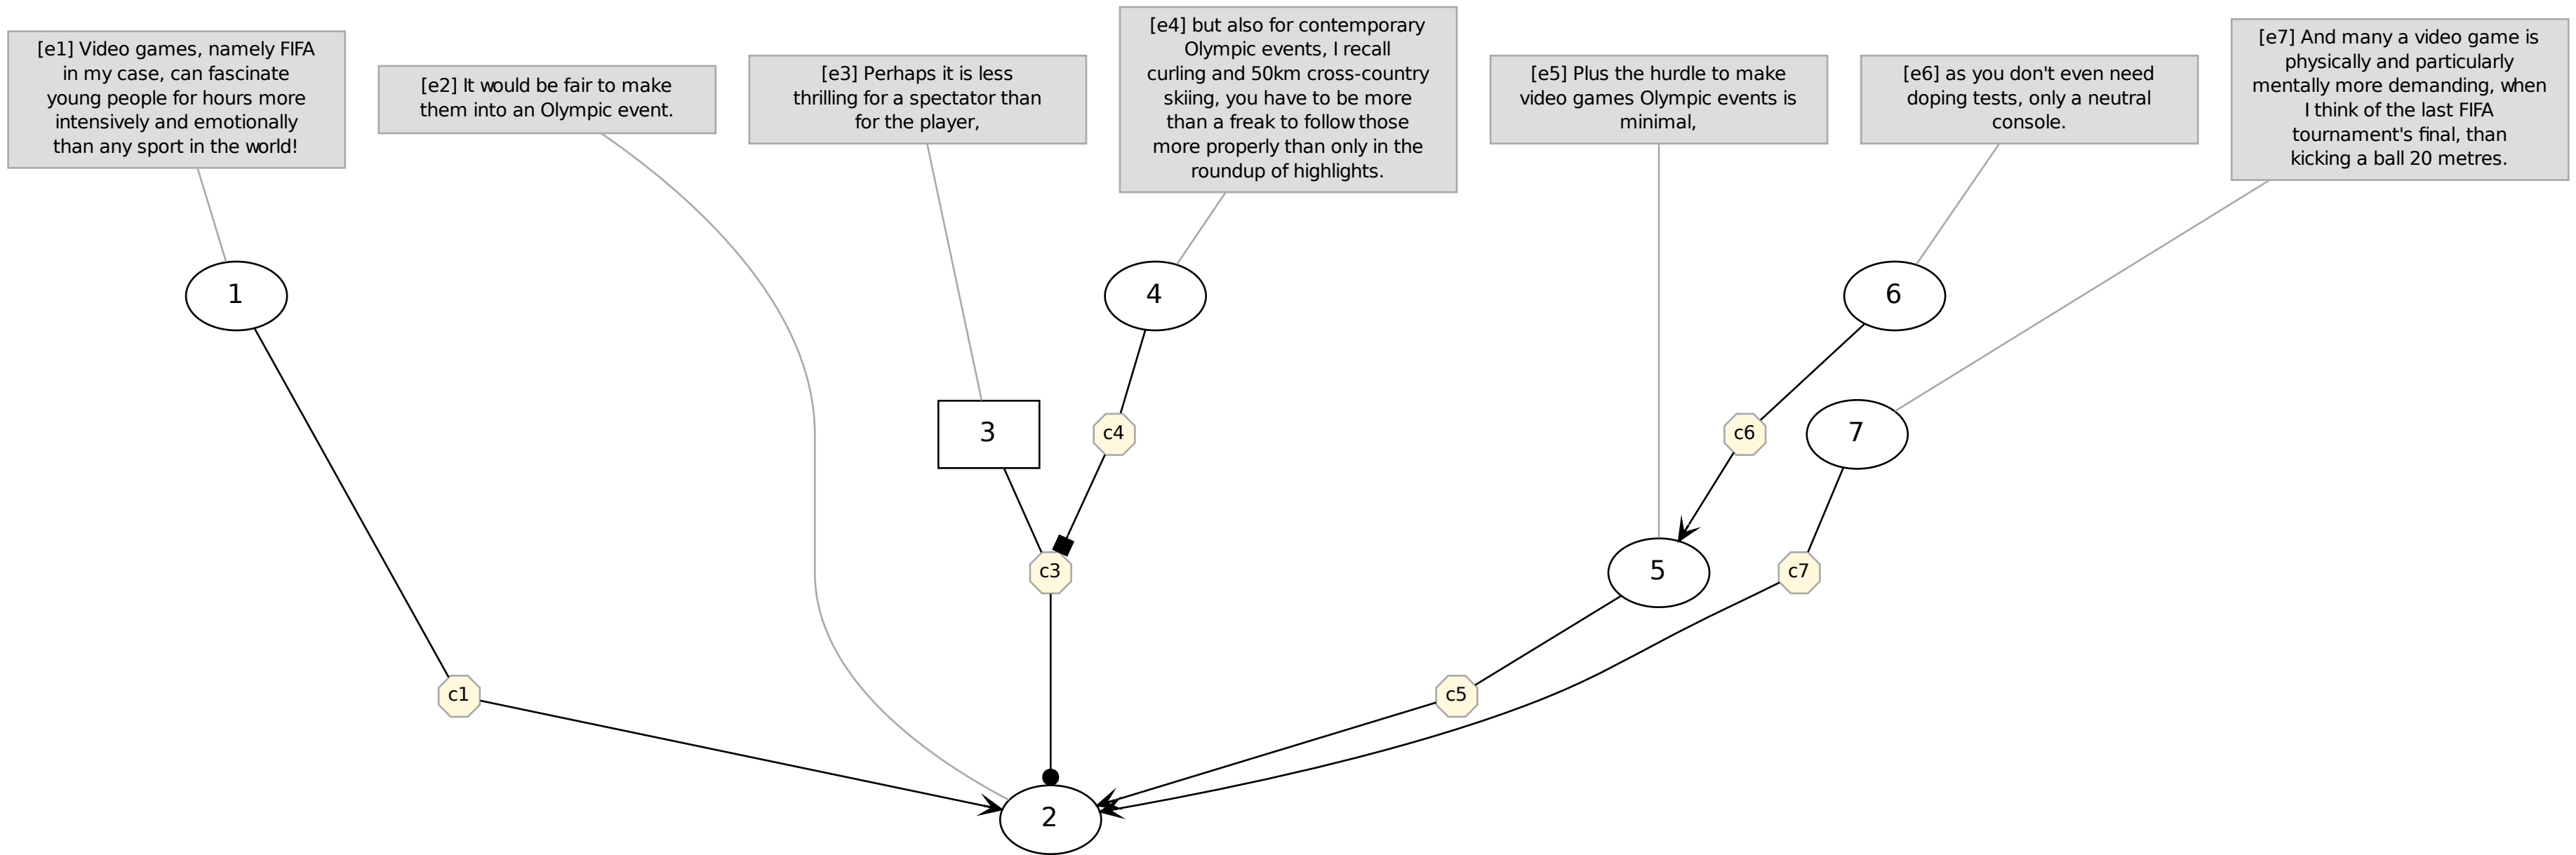 [e1] Video games, namely FIFA
in my case, can fascinate
young people for hours more
intensively and emotionally
than any sport in the world!
[e2] It would be fair to make
them into an Olympic event.
[e3] Perhaps it is less
thrilling for a spectator than
for the player,
[e4] but also for contemporary
Olympic events, I recall
curling and 50km cross-country
skiing, you have to be more
than a freak to follow those
more properly than only in the
roundup of highlights.
[e5] Plus the hurdle to make
video games Olympic events is
minimal,
[e6] as you don't even need
doping tests, only a neutral
console.
[e7] And many a video game is
physically and particularly
mentally more demanding, when
I think of the last FIFA
tournament's final, than
kicking a ball 20 metres.
1
4
6
3
c4
c6
7
c3
5
c7
c1
c5
2